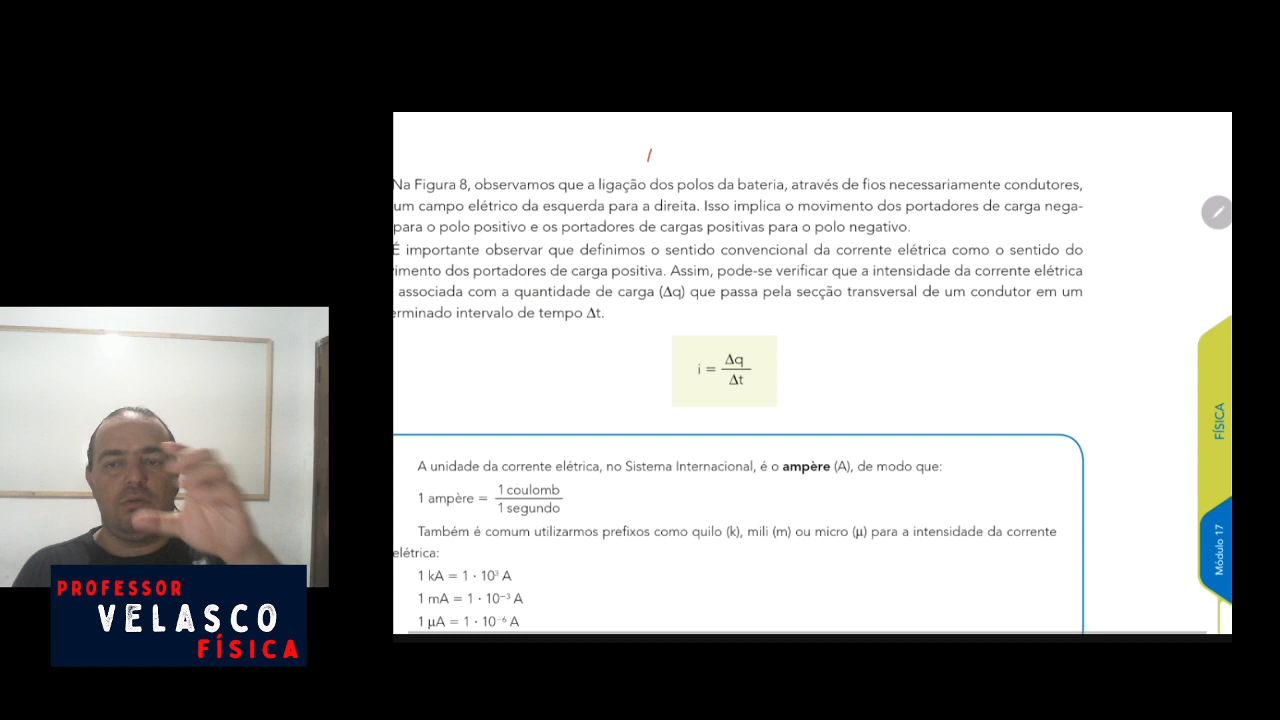 Na Figura 8, observamos que a ligação dos polos da bateria, através de fios necessariamente condutores,
um campo elétrico da esquerda para a direita. Isso implica o movimento dos portadores de carga nega-
para o polo positivo e os portadores de cargas positivas para o polo negativo.
É importante observar que definimos o sentido convencional da corrente elétrica como o sentido do
vimento dos portadores de carga positiva. Assim, pode-se verificar que a intensidade da corrente elétrica
associada com a quantidade de carga (Δq) que passa pela secção transversal de um condutor em um
erminado intervalo de tempo Δt.
i = Δq / Δt
A unidade da corrente elétrica, no Sistema Internacional, é o ampère (A), de modo que:
1 ampère = 1 coulomb / 1 segundo
Também é comum utilizarmos prefixos como quilo (k), mili (m) ou micro (μ) para a intensidade da corrente
elétrica:
1 kA = 1 · 10³ A
1 mA = 1 · 10⁻³ A
1 μA = 1 · 10⁻⁶ A
FÍSICA
Módulo 17
PROFESSOR
VELASCO
FÍSICA